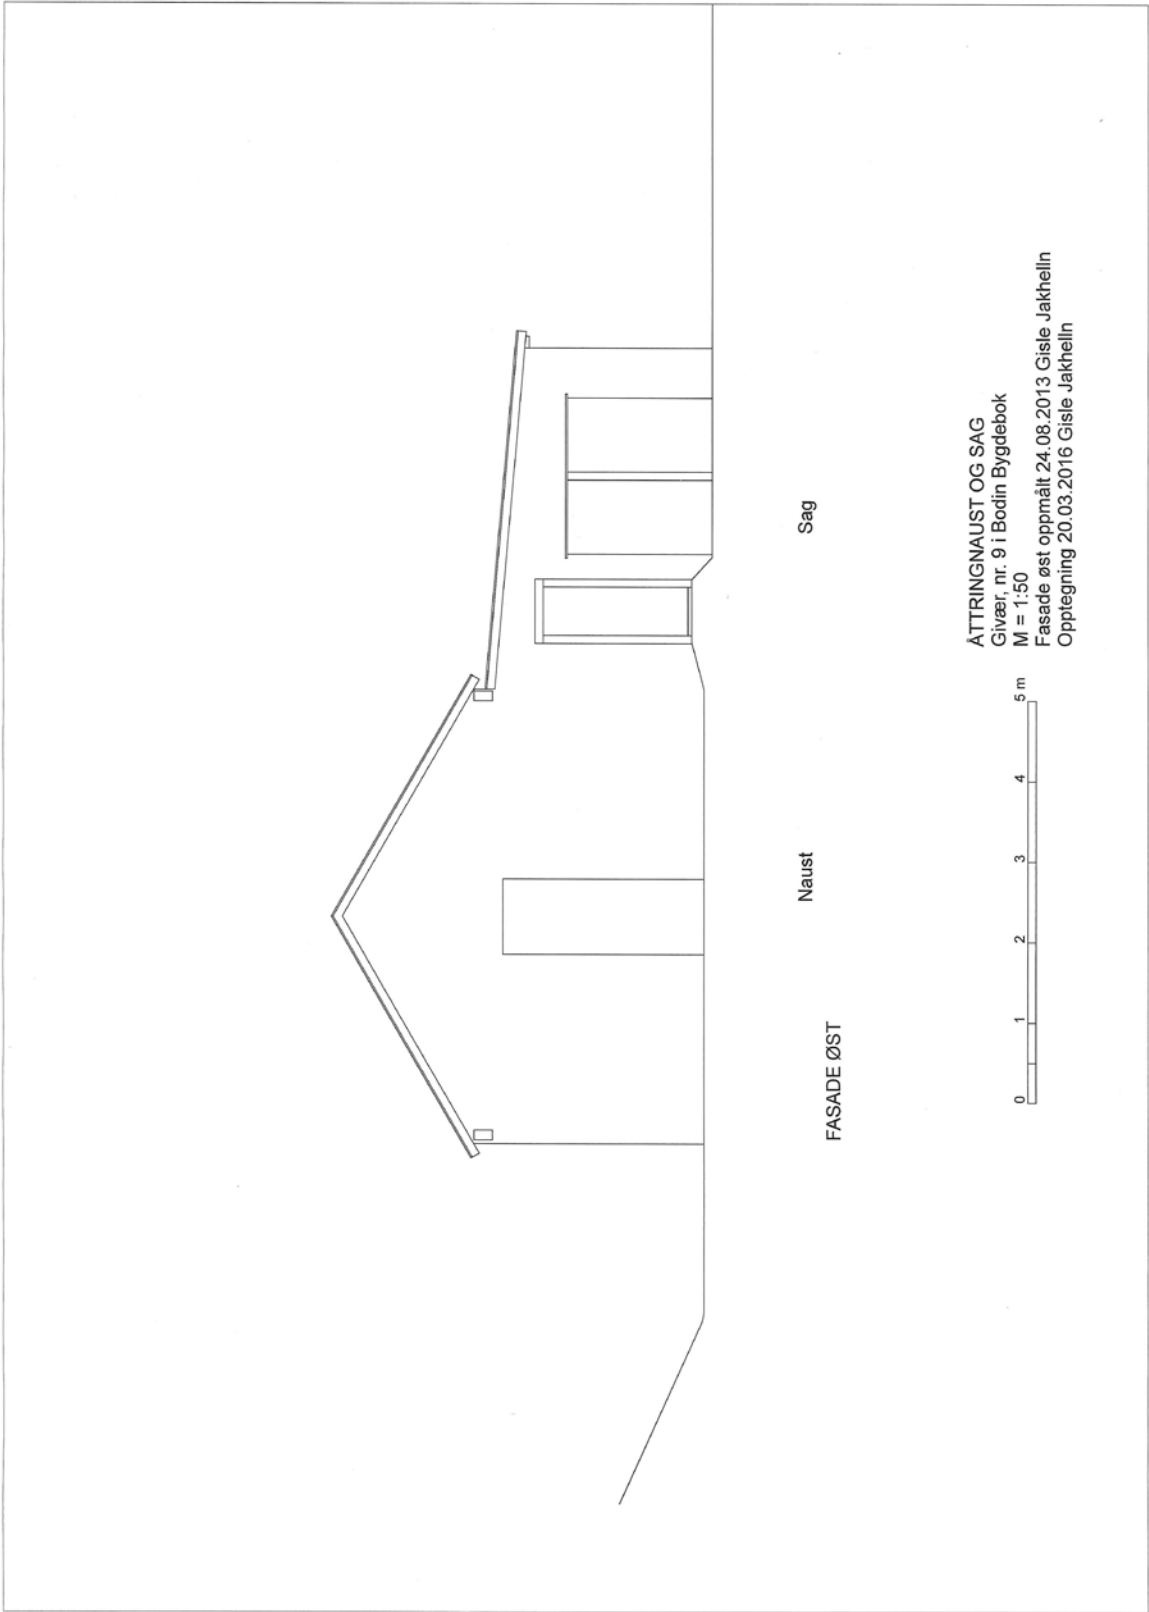 Naust
Sag
FASADE ØST
ÅTTRINGNAUST OG SAG
Givær, nr. 9 i Bodin Bygdebok
M = 1:50
Fasade øst oppmålt 24.08.2013 Gisle Jakhelln
Opptegning 20.03.2016 Gisle Jakhelln
0 1 2 3 4 5 m